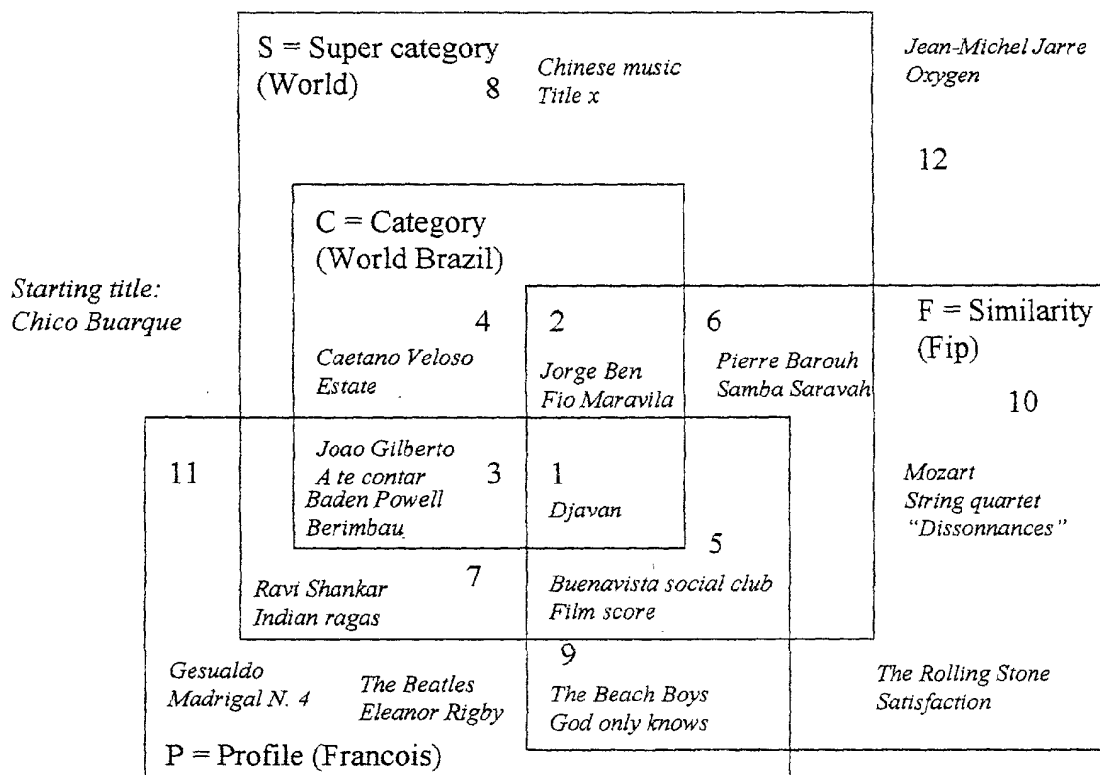 S = Super category
(World)
8
Chinese music
Title x
Jean-Michel Jarre
Oxygen
12
C = Category
(World Brazil)
Starting title:
Chico Buarque
4
2
6
F = Similarity
(Fip)
Caetano Veloso
Estate
Jorge Ben
Fio Maravila
Pierre Barouh
Samba Saravah
10
11
Joao Gilberto
A te contar
Baden Powell
Berimbau
3
1
Djavan
Mozart
String quartet
"Dissonnances"
5
7
Ravi Shankar
Indian ragas
Buenavista social club
Film score
9
Gesualdo
Madrigal N. 4
The Beatles
Eleanor Rigby
The Beach Boys
God only knows
The Rolling Stone
Satisfaction
P = Profile (Francois)